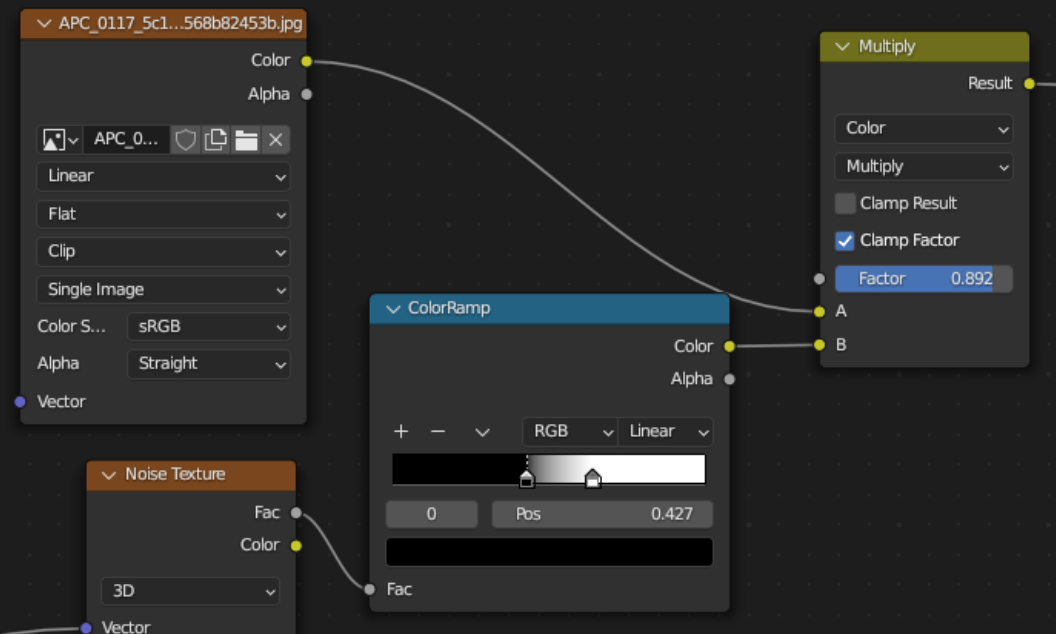 APC_0117_5c1...568b82453b.jpg
Color
Alpha
APC_0...
Linear
Flat
Clip
Single Image
Color S... sRGB
Alpha Straight
Vector
Noise Texture
Fac
Color
3D
Vector
ColorRamp
Color
Alpha
+ − RGB Linear
0 Pos 0.427
Fac
Multiply
Result
Color
Multiply
Clamp Result
Clamp Factor
Factor 0.892
A
B